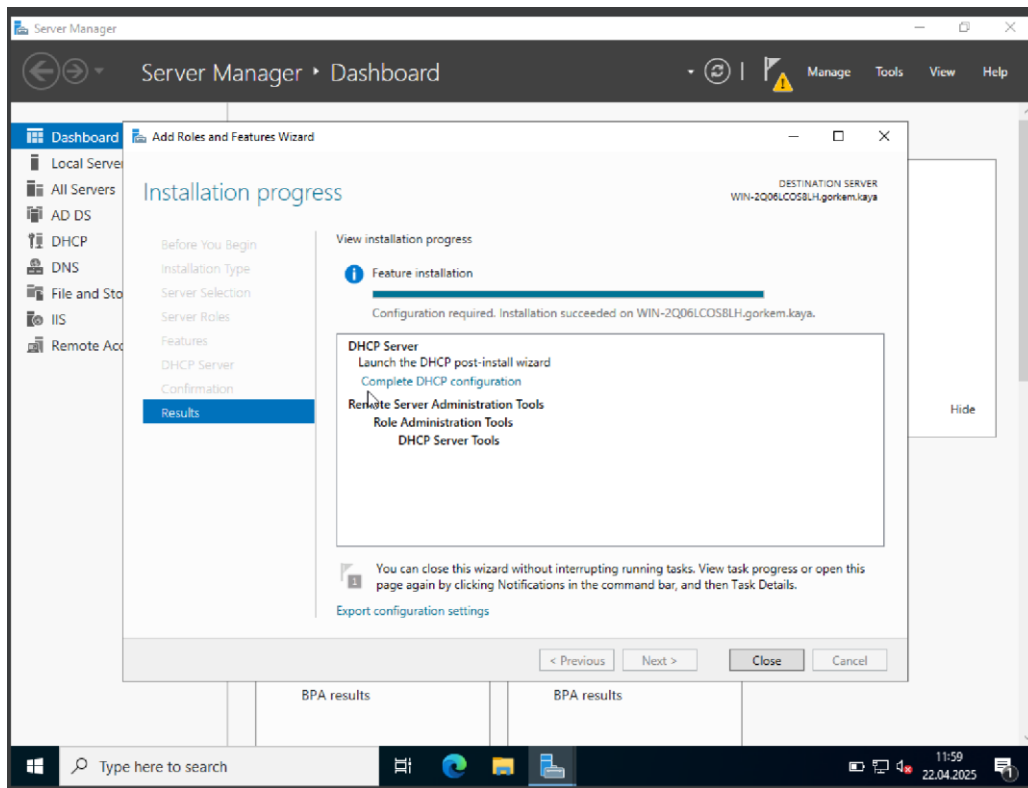 Server Manager
Server Manager ‣ Dashboard
Manage
Tools
View
Help
Dashboard
Local Server
All Servers
AD DS
DHCP
DNS
File and Sto
IIS
Remote Acc
Add Roles and Features Wizard
Installation progress
DESTINATION SERVER
WIN-2Q06LCOS8LH.gorkem.kaya
Before You Begin
Installation Type
Server Selection
Server Roles
Features
DHCP Server
Confirmation
Results
View installation progress
Feature installation
Configuration required. Installation succeeded on WIN-2Q06LCOS8LH.gorkem.kaya.
DHCP Server
Launch the DHCP post-install wizard
Complete DHCP configuration
Remote Server Administration Tools
Role Administration Tools
DHCP Server Tools
1
You can close this wizard without interrupting running tasks. View task progress or open this
page again by clicking Notifications in the command bar, and then Task Details.
Export configuration settings
< Previous
Next >
Close
Cancel
Hide
BPA results
BPA results
Type here to search
11:59
22.04.2025
1